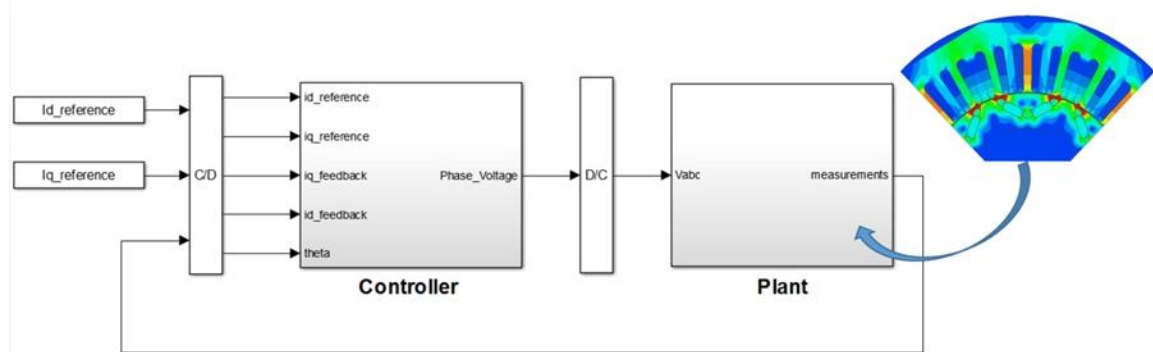 Id_reference
Iq_reference
C/D
id_reference
iq_reference
iq_feedback
id_feedback
theta
Phase_Voltage
Controller
D/C
Vabc
measurements
Plant